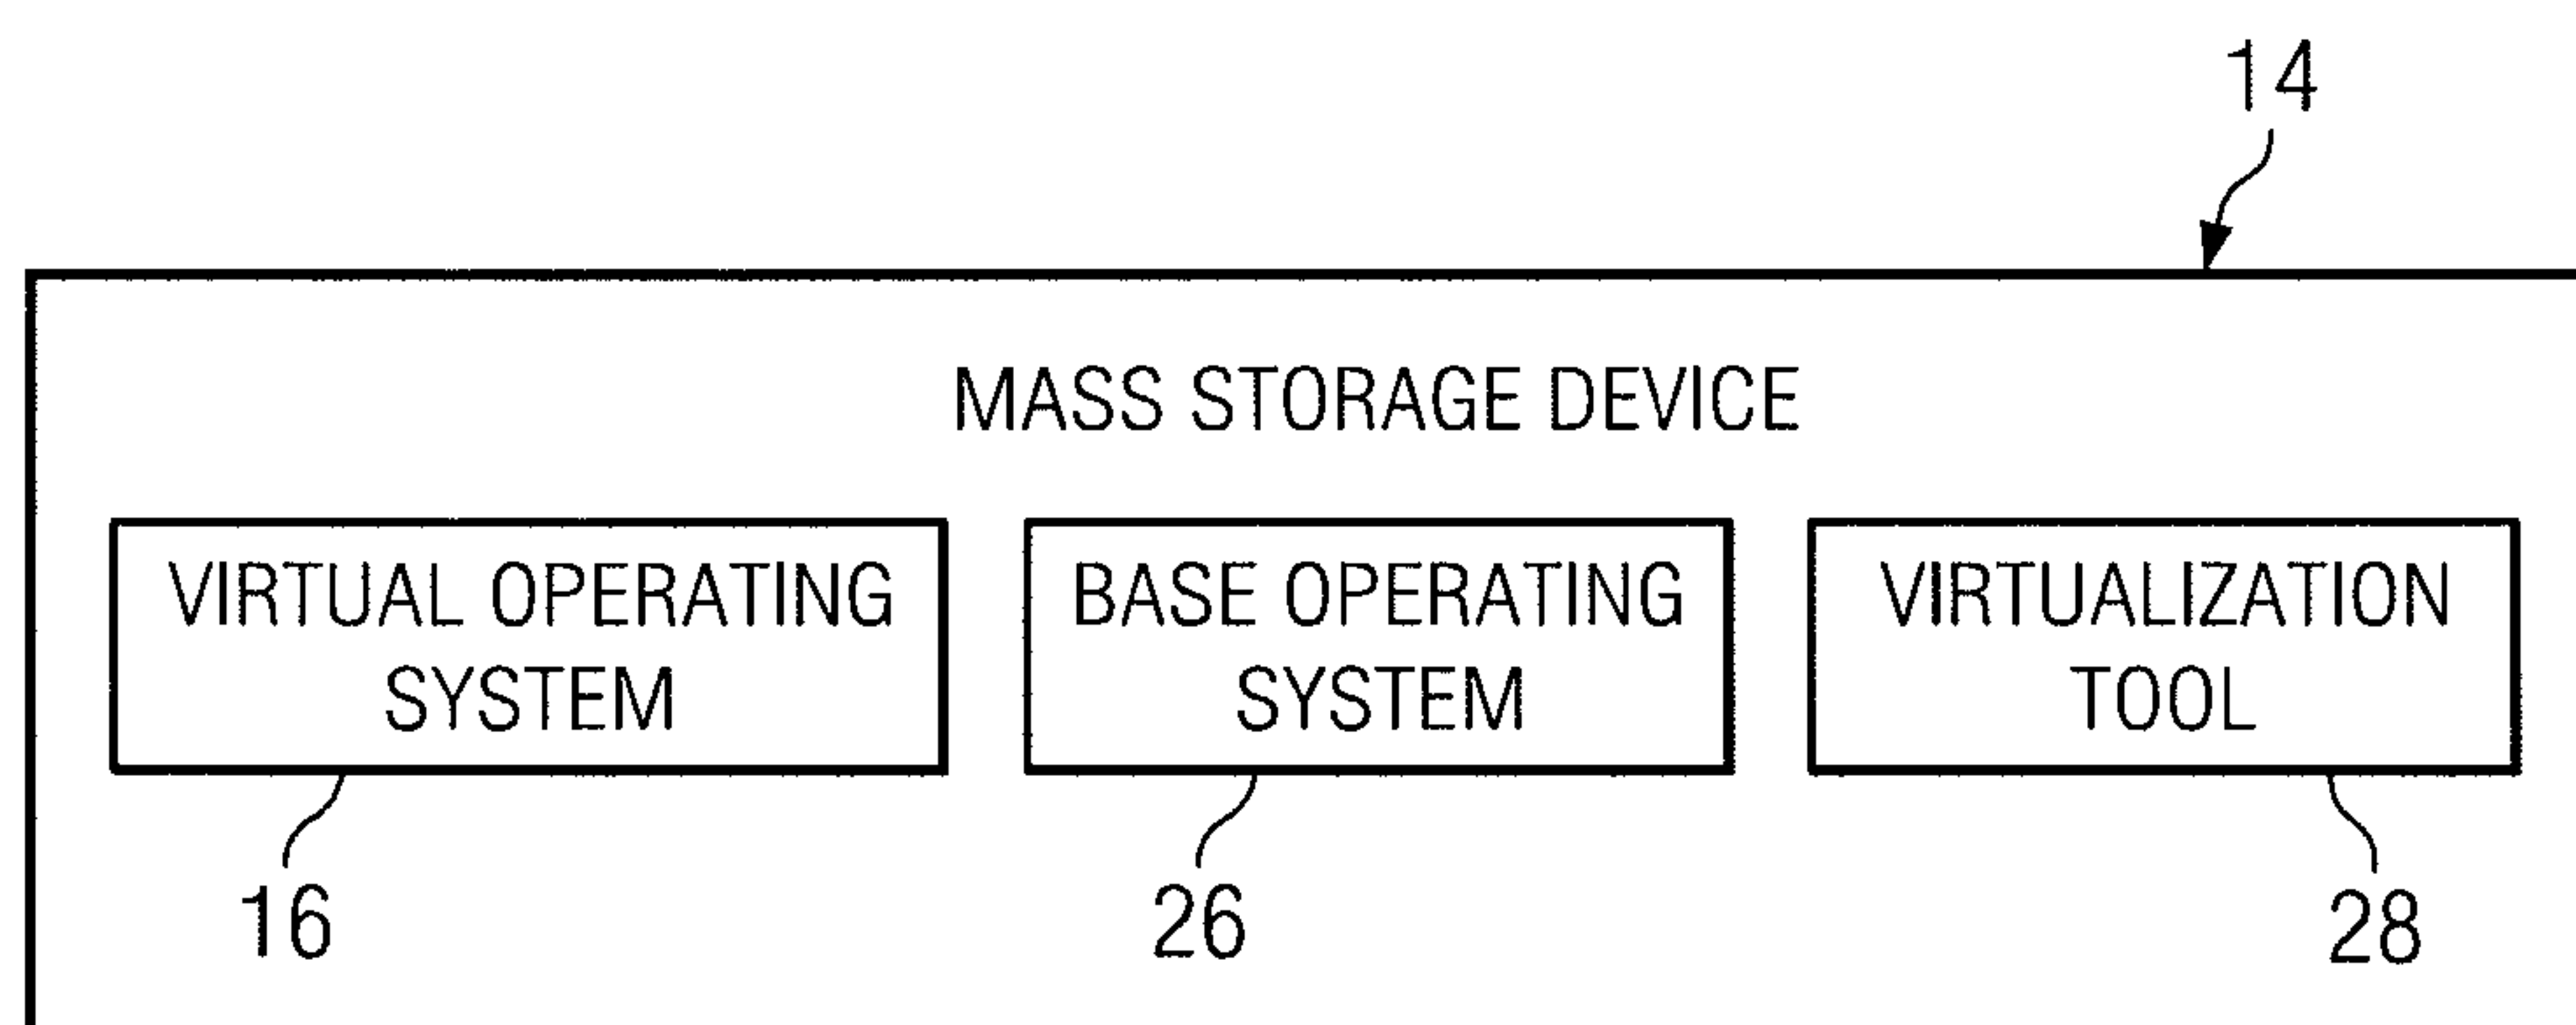 14
MASS STORAGE DEVICE
VIRTUAL OPERATING
SYSTEM
BASE OPERATING
SYSTEM
VIRTUALIZATION
TOOL
16
26
28